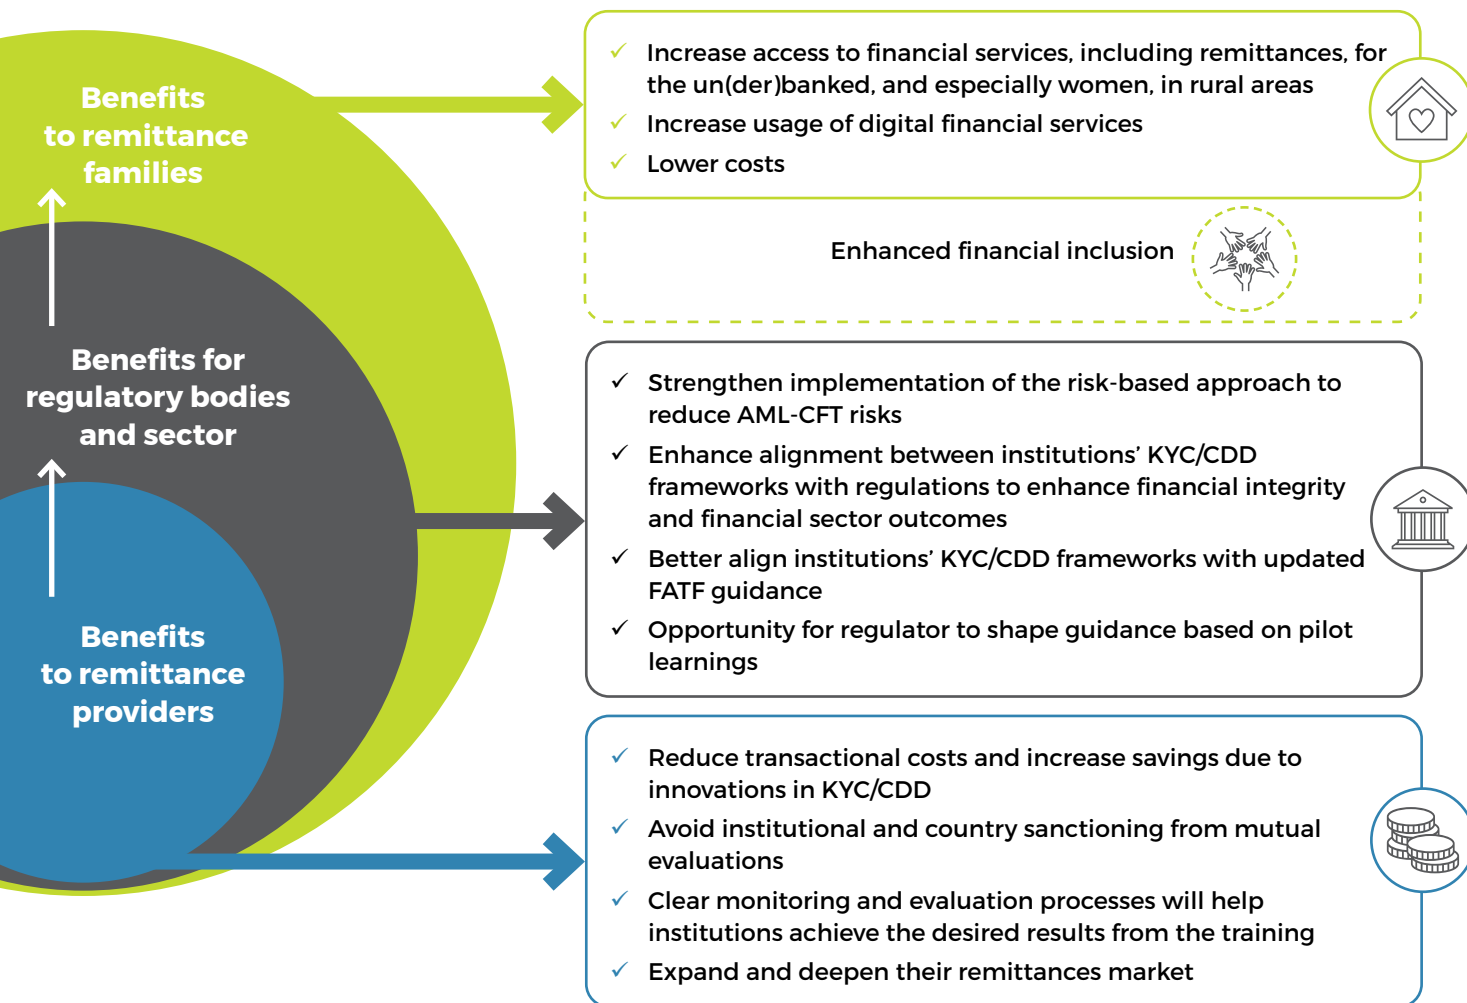 Benefits
to remittance
families
Increase access to financial services, including remittances, for
the un(der)banked, and especially women, in rural areas
Increase usage of digital financial services
Lower costs
Enhanced financial inclusion
Benefits for
regulatory bodies
and sector
Strengthen implementation of the risk-based approach to
reduce AML-CFT risks
Enhance alignment between institutions’ KYC/CDD
frameworks with regulations to enhance financial integrity
and financial sector outcomes
Better align institutions’ KYC/CDD frameworks with updated
FATF guidance
Opportunity for regulator to shape guidance based on pilot
learnings
Benefits
to remittance
providers
Reduce transactional costs and increase savings due to
innovations in KYC/CDD
Avoid institutional and country sanctioning from mutual
evaluations
Clear monitoring and evaluation processes will help
institutions achieve the desired results from the training
Expand and deepen their remittances market